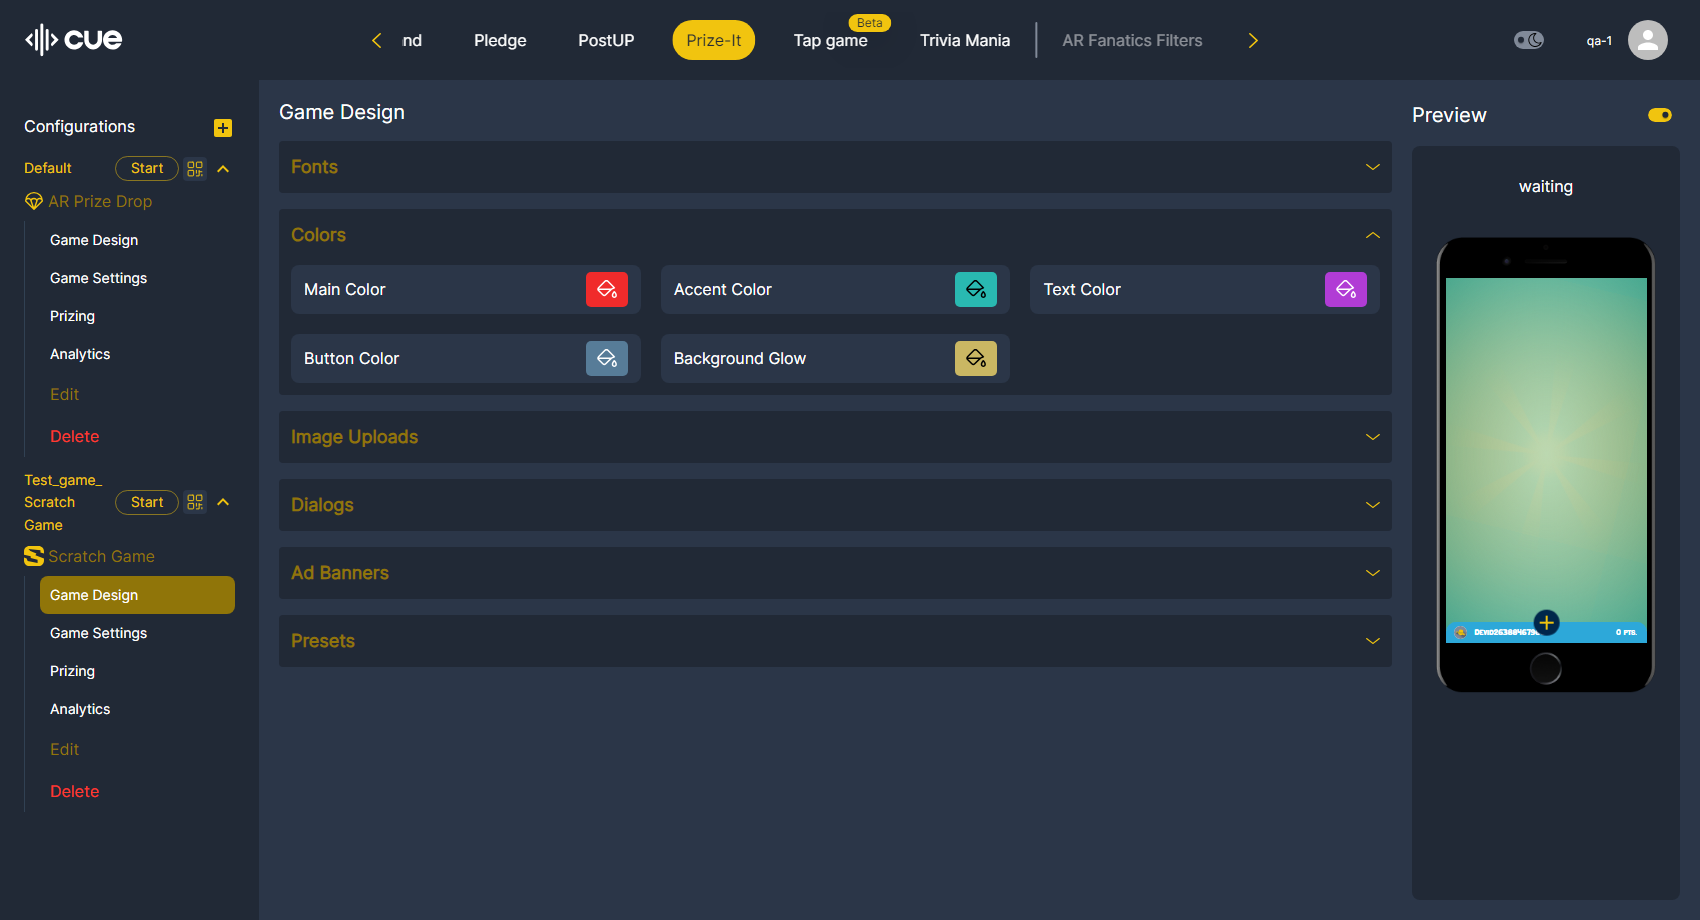 cue
nd
Pledge
PostUP
Prize-It
Tap game
Beta
Trivia Mania
AR Fanatics Filters
qa-1
Configurations
Default
Start
AR Prize Drop
Game Design
Game Settings
Prizing
Analytics
Edit
Delete
Test_game_
Scratch
Game
Start
Scratch Game
Game Design
Game Settings
Prizing
Analytics
Edit
Delete
Game Design
Fonts
Colors
Main Color
Accent Color
Text Color
Button Color
Background Glow
Image Uploads
Dialogs
Ad Banners
Presets
Preview
waiting
0 PTS.